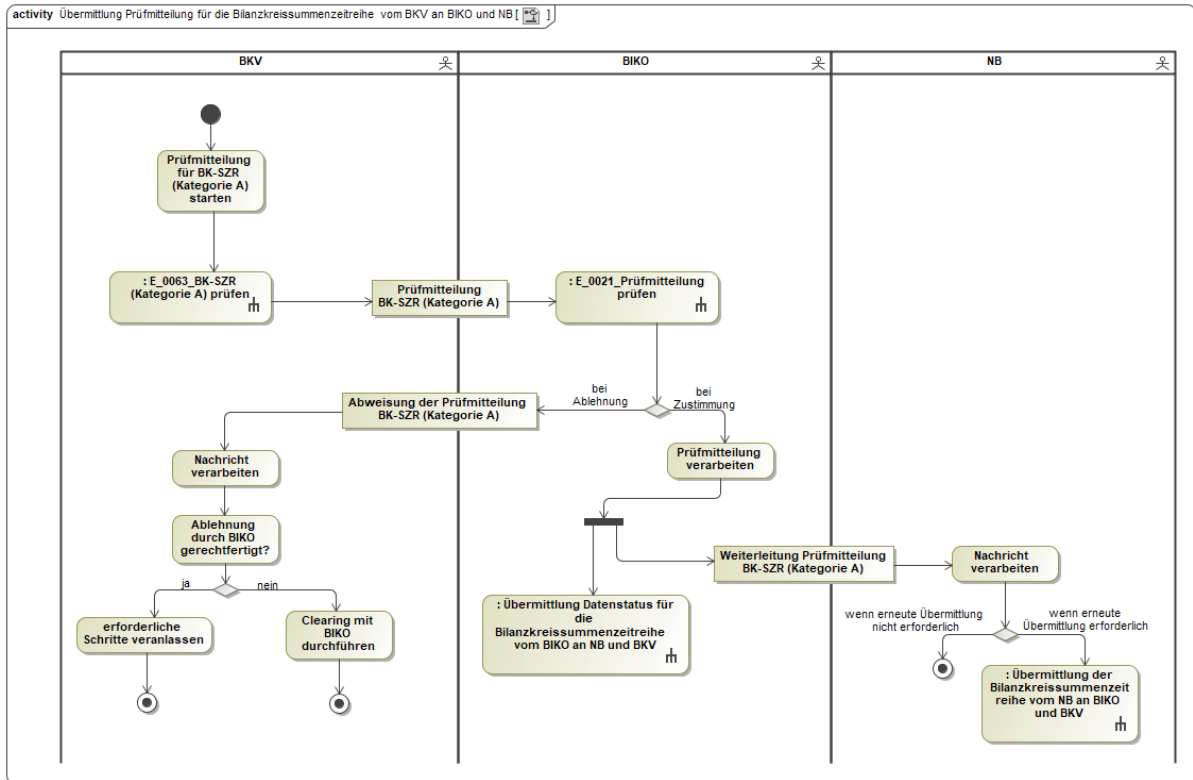 activity Übermittlung Prüfmitteilung für die Bilanzkreissummenzeitreihe vom BKV an BIKO und NB [ ]
BKV
BIKO
NB
Prüfmitteilung
für BK-SZR
(Kategorie A)
starten
: E_0063_BK-SZR
(Kategorie A) prüfen
Prüfmitteilung
BK-SZR (Kategorie A)
: E_0021_Prüfmitteilung
prüfen
bei
Ablehnung
bei
Zustimmung
Abweisung der Prüfmitteilung
BK-SZR (Kategorie A)
Prüfmitteilung
verarbeiten
Nachricht
verarbeiten
Ablehnung
durch BIKO
gerechtfertigt?
ja
nein
erforderliche
Schritte veranlassen
Clearing mit
BIKO
durchführen
Weiterleitung Prüfmitteilung
BK-SZR (Kategorie A)
Nachricht
verarbeiten
: Übermittlung Datenstatus für
die
Bilanzkreissummenzeitreihe
vom BIKO an NB und BKV
wenn erneute Übermittlung
nicht erforderlich
wenn erneute
Übermittlung erforderlich
: Übermittlung der
Bilanzkreissummenzeit
reihe vom NB an BIKO
und BKV